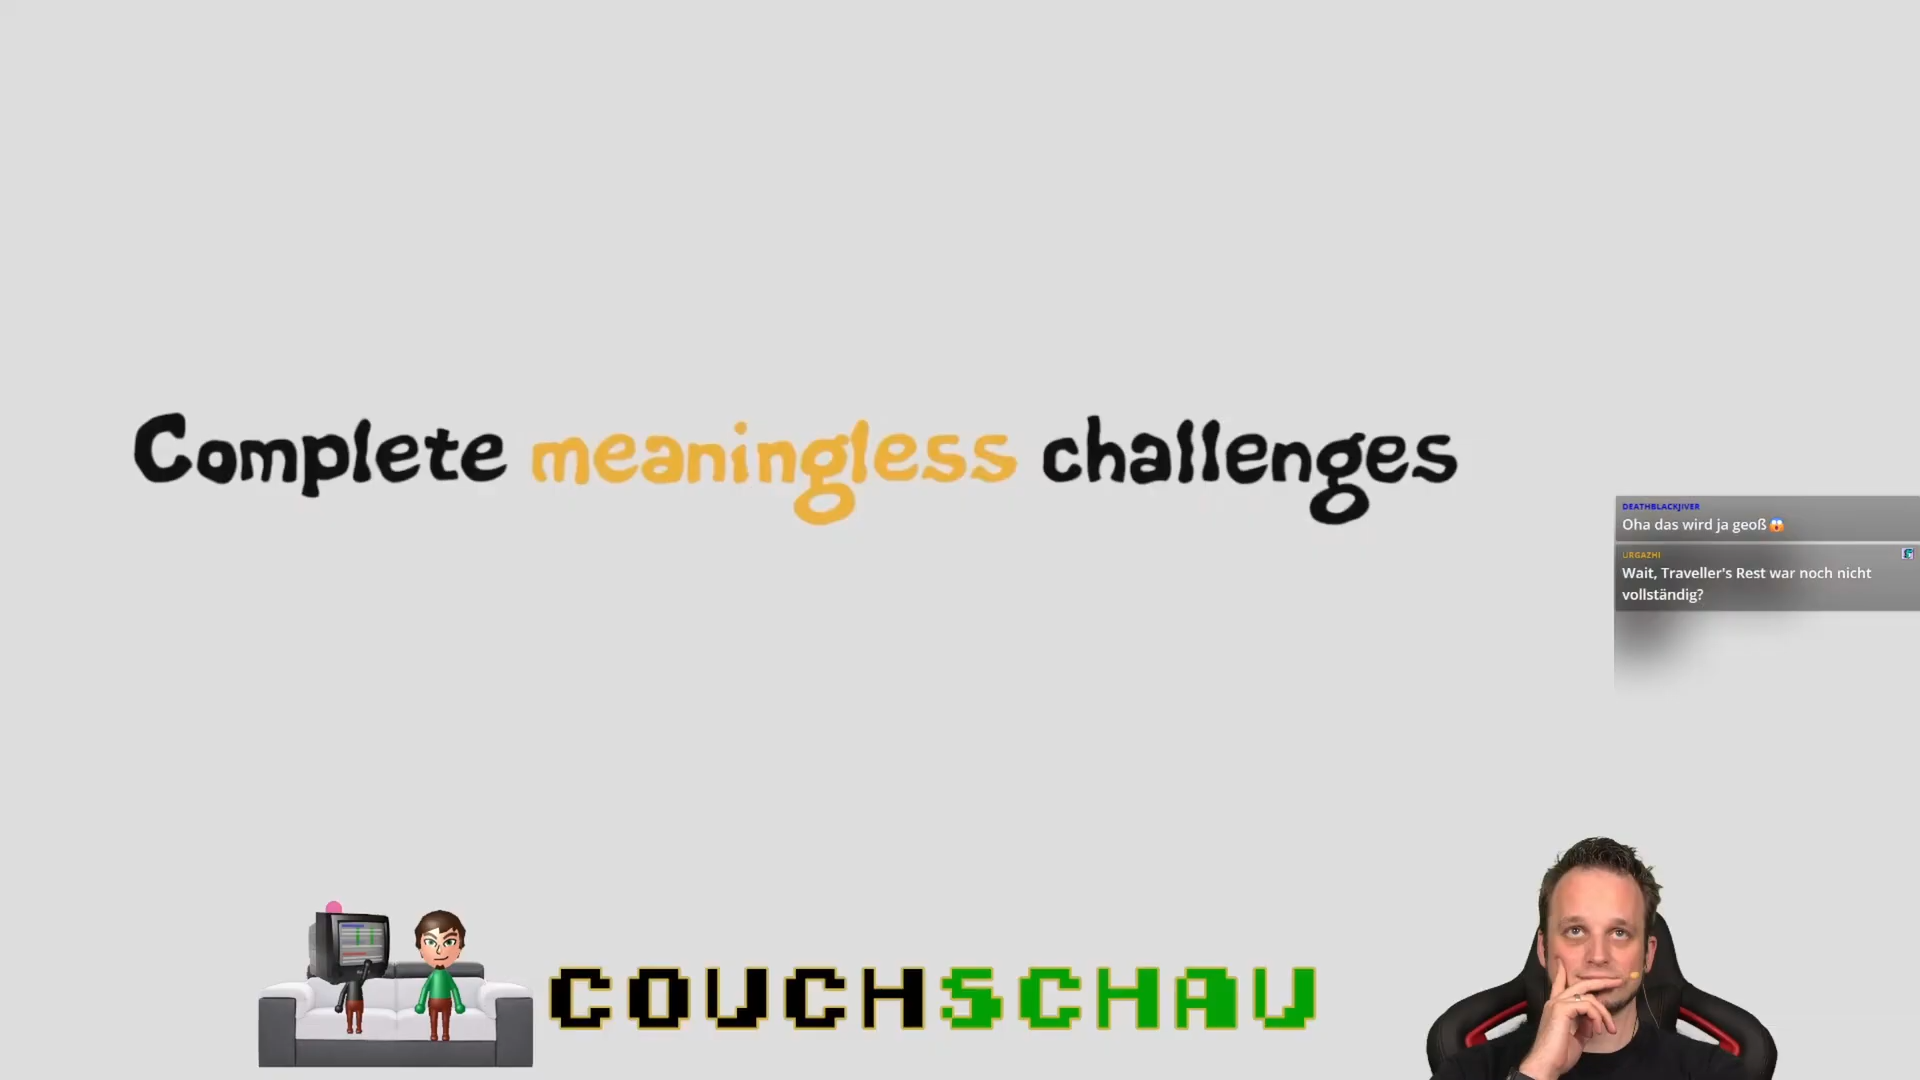 Complete meaningless challenges
DEATHBLACKJIVER
Oha das wird ja geoß😱
URGAZHI
Wait, Traveller's Rest war noch nicht
vollständig?
COUCHSCHAU